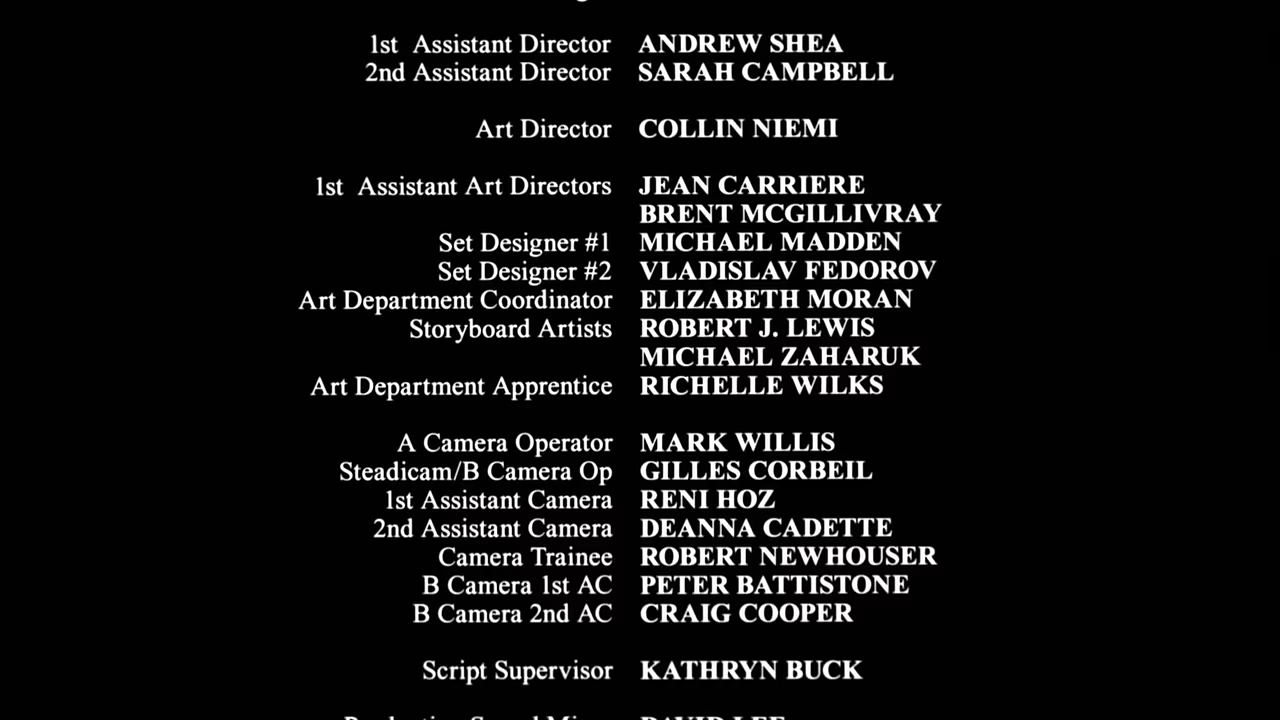 1st Assistant Director ANDREW SHEA
2nd Assistant Director SARAH CAMPBELL
Art Director COLLIN NIEMI
1st Assistant Art Directors JEAN CARRIERE
BRENT MCGILLIVRAY
Set Designer #1 MICHAEL MADDEN
Set Designer #2 VLADISLAV FEDOROV
Art Department Coordinator ELIZABETH MORAN
Storyboard Artists ROBERT J. LEWIS
MICHAEL ZAHARUK
Art Department Apprentice RICHELLE WILKS
A Camera Operator MARK WILLIS
Steadicam/B Camera Op GILLES CORBEIL
1st Assistant Camera RENI HOZ
2nd Assistant Camera DEANNA CADETTE
Camera Trainee ROBERT NEWHOUSER
B Camera 1st AC PETER BATTISTONE
B Camera 2nd AC CRAIG COOPER
Script Supervisor KATHRYN BUCK